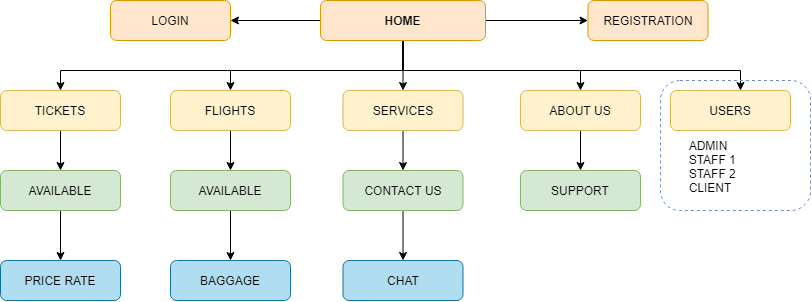 LOGIN
HOME
REGISTRATION
TICKETS
FLIGHTS
SERVICES
ABOUT US
USERS
ADMIN
STAFF 1
STAFF 2
CLIENT
AVAILABLE
AVAILABLE
CONTACT US
SUPPORT
PRICE RATE
BAGGAGE
CHAT